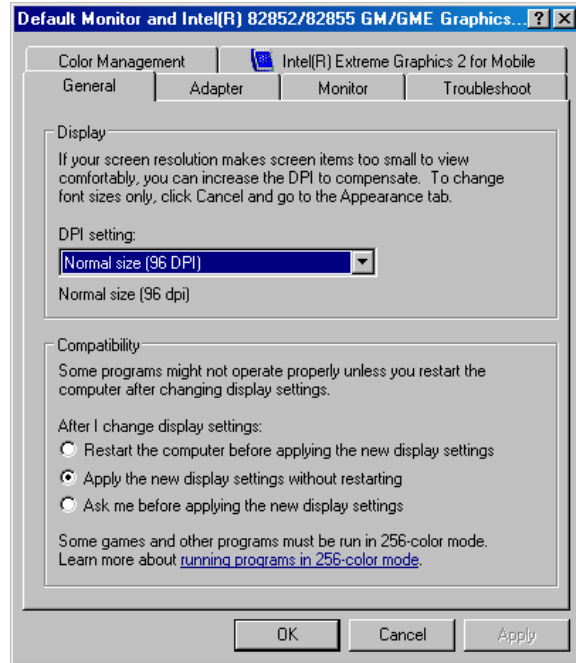 Default Monitor and Intel(R) 82852/82855 GM/GME Graphics...
Color Management
Intel(R) Extreme Graphics 2 for Mobile
General
Adapter
Monitor
Troubleshoot
Display
If your screen resolution makes screen items too small to view
comfortably, you can increase the DPI to compensate. To change
font sizes only, click Cancel and go to the Appearance tab.
DPI setting:
Normal size (96 DPI)
Normal size (96 dpi)
Compatibility
Some programs might not operate properly unless you restart the
computer after changing display settings.
After I change display settings:
Restart the computer before applying the new display settings
Apply the new display settings without restarting
Ask me before applying the new display settings
Some games and other programs must be run in 256-color mode.
Learn more about running programs in 256-color mode.
OK
Cancel
Apply